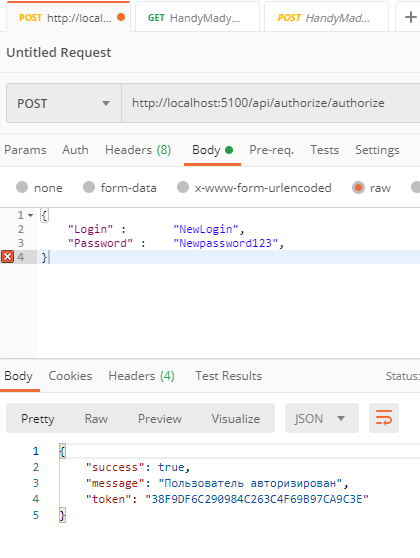 POST http://local... GET HandyMady... POST HandyMad... +
Untitled Request
POST http://localhost:5100/api/authorize/authorize
Params Auth Headers (8) Body Pre-req. Tests Settings
none form-data x-www-form-urlencoded raw
1 {
2 "Login" : "NewLogin",
3 "Password" : "Newpassword123",
4 }
Body Cookies Headers (4) Test Results Status:
Pretty Raw Preview Visualize JSON
1 {
2 "success": true,
3 "message": "Пользователь авторизирован",
4 "token": "38F9DF6C290984C263C4F69B97CA9C3E"
5 }